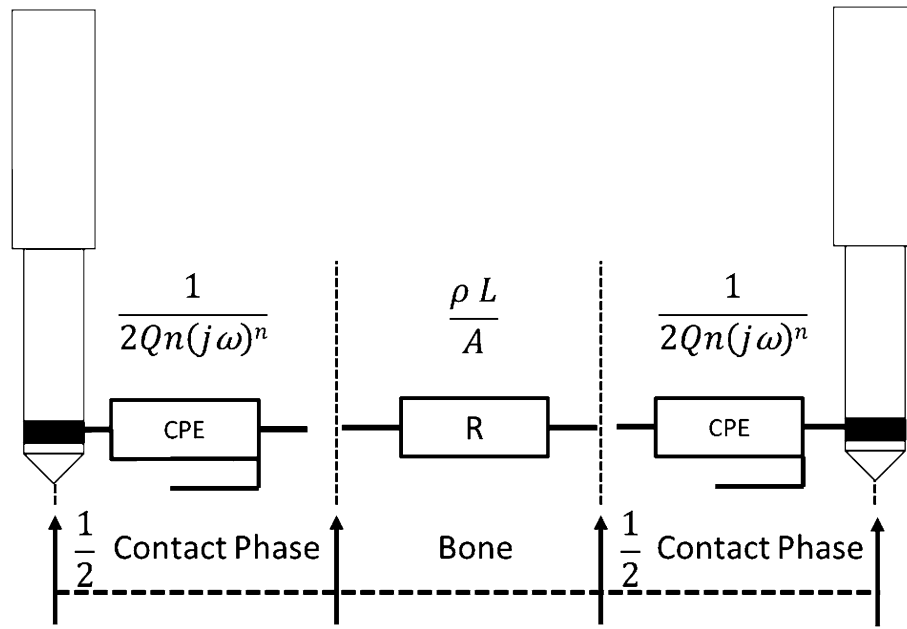 1/2Qn(jω)ⁿ
ρ L/A
1/2Qn(jω)ⁿ
CPE
R
CPE
1/2 Contact Phase
Bone
1/2 Contact Phase